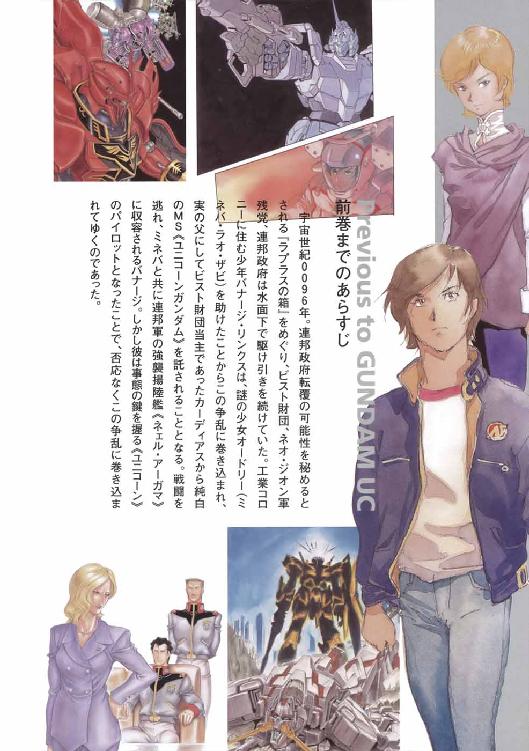 Previous to GUNDAM UC
前巻までのあらすじ
宇宙世紀0096年。連邦政府転覆の可能性を秘めると
される『ラプラスの箱』をめぐり、ビスト財団、ネオ・ジオン軍
残党、連邦政府は水面下で駆け引きを続けていた。工業コロ
ニーに住む少年バナージ・リンクスは、謎の少女オードリー(ミ
ネバ・ラオ・ザビ)を助けたことからこの争乱に巻き込まれ、
実の父にしてビスト財団当主であったカーディアスから純白
のMS《ユニコーンガンダム》を託されることとなる。戦闘を
逃れ、ミネバと共に連邦軍の強襲揚陸艦《ネェル・アーガマ》
に収容されるバナージ。しかし彼は事態の鍵を握る《ユニコーン》
のパイロットとなったことで、否応なくこの争乱に巻き込ま
れてゆくのであった。